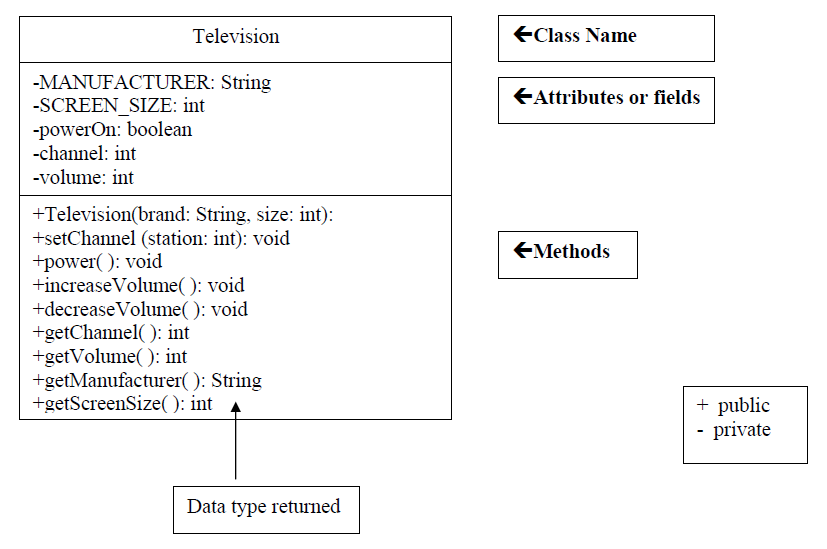 Television
-MANUFACTURER: String
-SCREEN_SIZE: int
-powerOn: boolean
-channel: int
-volume: int
+Television(brand: String, size: int):
+setChannel (station: int): void
+power( ): void
+increaseVolume( ): void
+decreaseVolume( ): void
+getChannel( ): int
+getVolume( ): int
+getManufacturer( ): String
+getScreenSize( ): int
←Class Name
←Attributes or fields
←Methods
+ public
- private
Data type returned